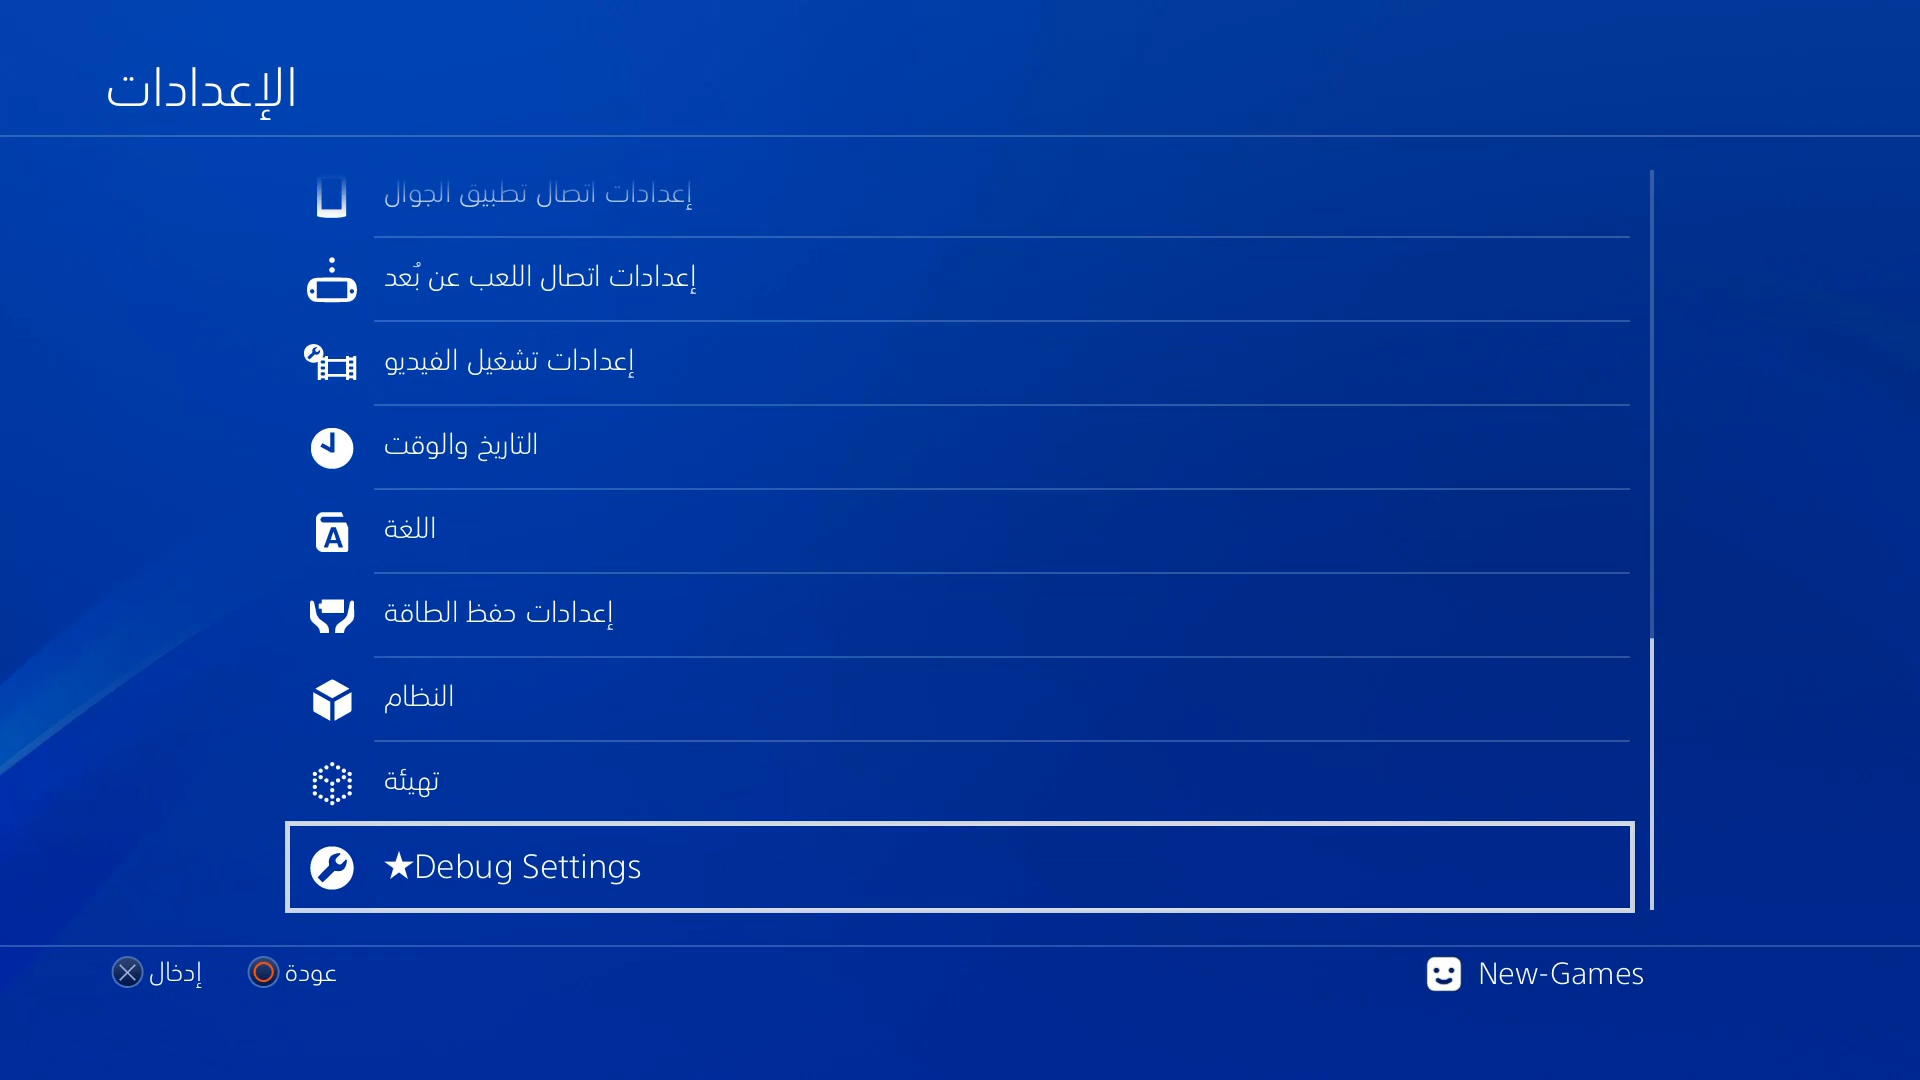 الإعدادات
إعدادات اتصال تطبيق الجوال
إعدادات اتصال اللعب عن بُعد
إعدادات تشغيل الفيديو
التاريخ والوقت
A
اللغة
إعدادات حفظ الطاقة
النظام
تهيئة
★Debug Settings
إدخال
عودة
New-Games